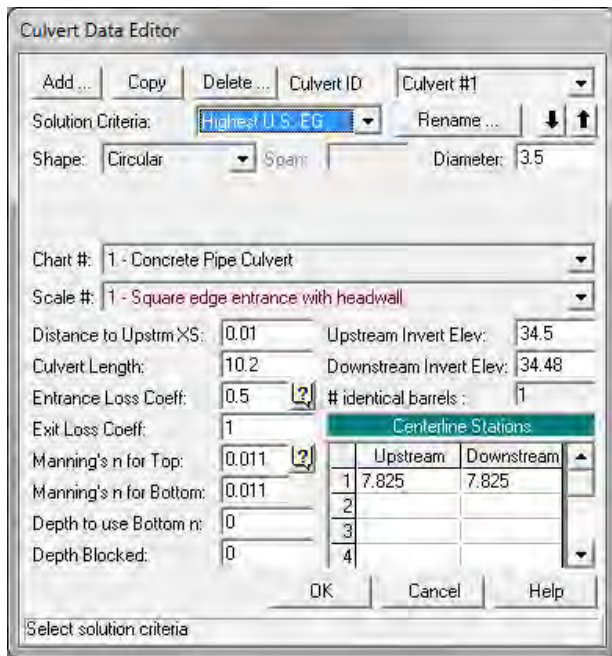 Culvert Data Editor
Add ... Copy Delete ... Culvert ID Culvert #1
Solution Criteria: Highest U.S. EG Rename ...
Shape: Circular Span: Diameter: 3.5
Chart #: 1 - Concrete Pipe Culvert
Scale #: 1 - Square edge entrance with headwall
Distance to Upstrm XS: 0.01 Upstream Invert Elev: 34.5
Culvert Length: 10.2 Downstream Invert Elev: 34.48
Entrance Loss Coeff: 0.5 ? # identical barrels : 1
Exit Loss Coeff: 1 Centerline Stations
Manning's n for Top: 0.011 ? Upstream Downstream
Manning's n for Bottom: 0.011 1 7.825 7.825
2
Depth to use Bottom n: 0 3
Depth Blocked: 0 4
OK Cancel Help
Select solution criteria